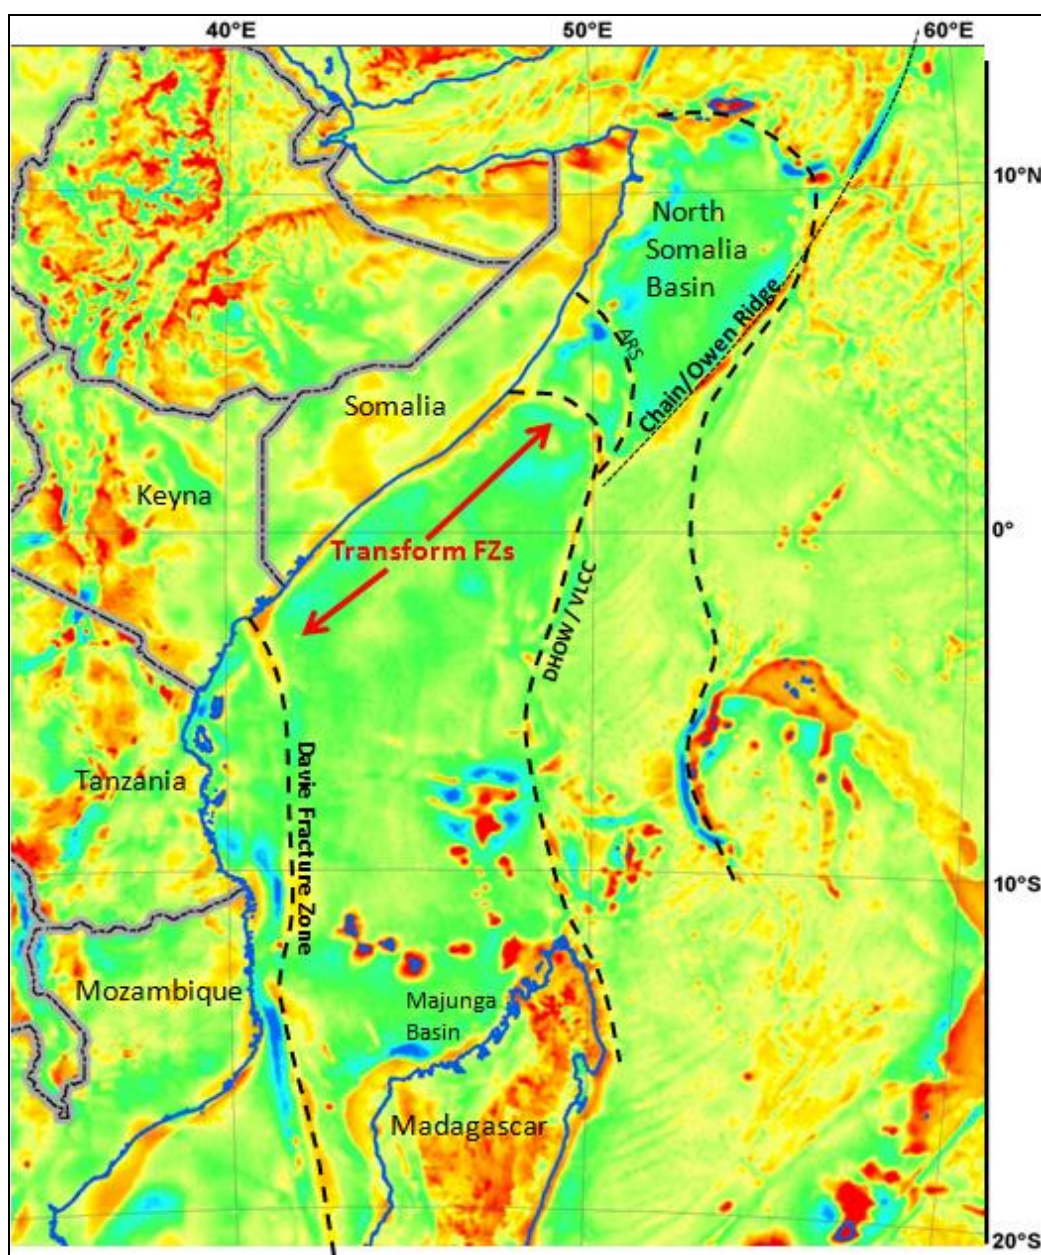 40°E
50°E
60°E
10°N
North
Somalia
Basin
ARS
Chain/Owen Ridge
Somalia
Keyna
0°
Transform FZs
DHOW / VLCC
Davie Fracture Zone
Tanzania
10°S
Mozambique
Majunga
Basin
Madagascar
20°S